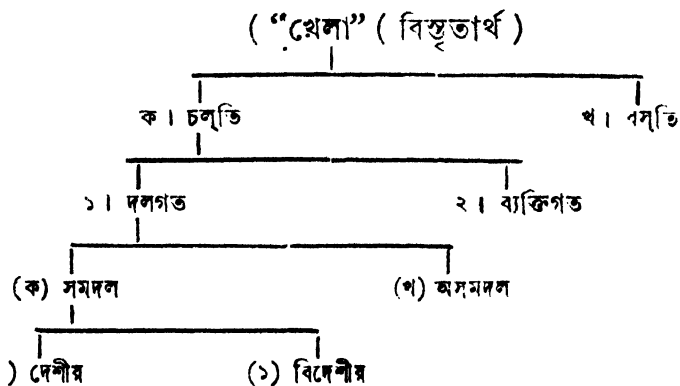 ( “খেলা” ( বিস্তৃতার্থ )
ক । চল্‌তি খ । বস্‌তি
১ । দলগত ২ । ব্যক্তিগত
(ক) সমদল (খ) অসমদল
) দেশীয় (১) বিদেশীয়